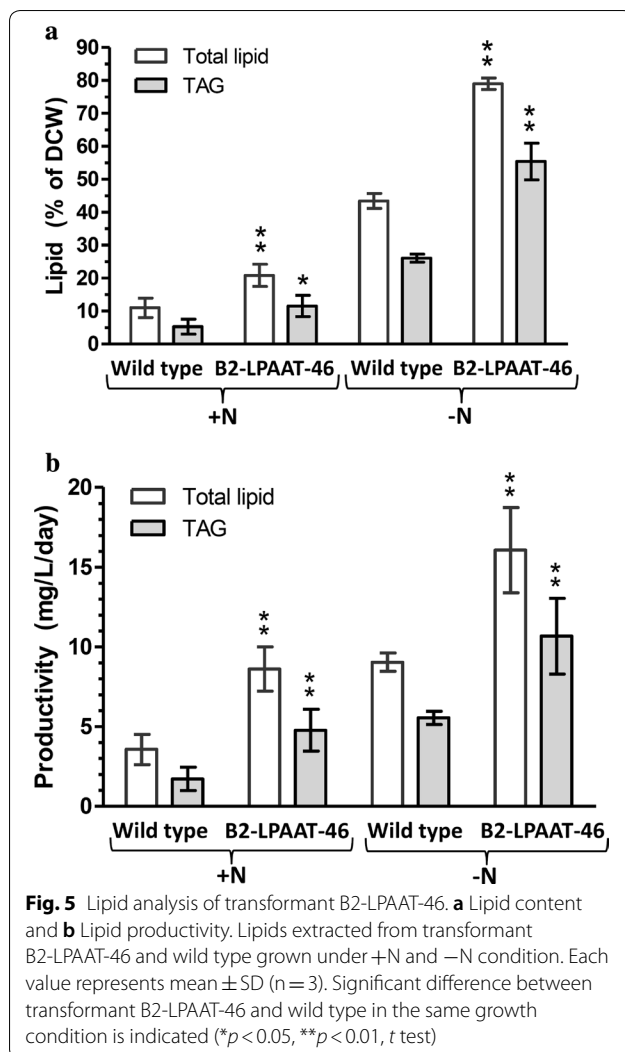 a
90
80
70
60
50
40
30
20
10
0
Lipid (% of DCW)
Total lipid
TAG
**
*
**
**
Wild type B2-LPAAT-46 Wild type B2-LPAAT-46
+N -N
b
20
15
10
5
0
Productivity (mg/L/day)
Total lipid
TAG
**
**
**
**
Wild type B2-LPAAT-46 Wild type B2-LPAAT-46
+N -N
Fig. 5 Lipid analysis of transformant B2-LPAAT-46. a Lipid content
and b Lipid productivity. Lipids extracted from transformant
B2-LPAAT-46 and wild type grown under +N and −N condition. Each
value represents mean ± SD (n = 3). Significant difference between
transformant B2-LPAAT-46 and wild type in the same growth
condition is indicated (*p < 0.05, **p < 0.01, t test)